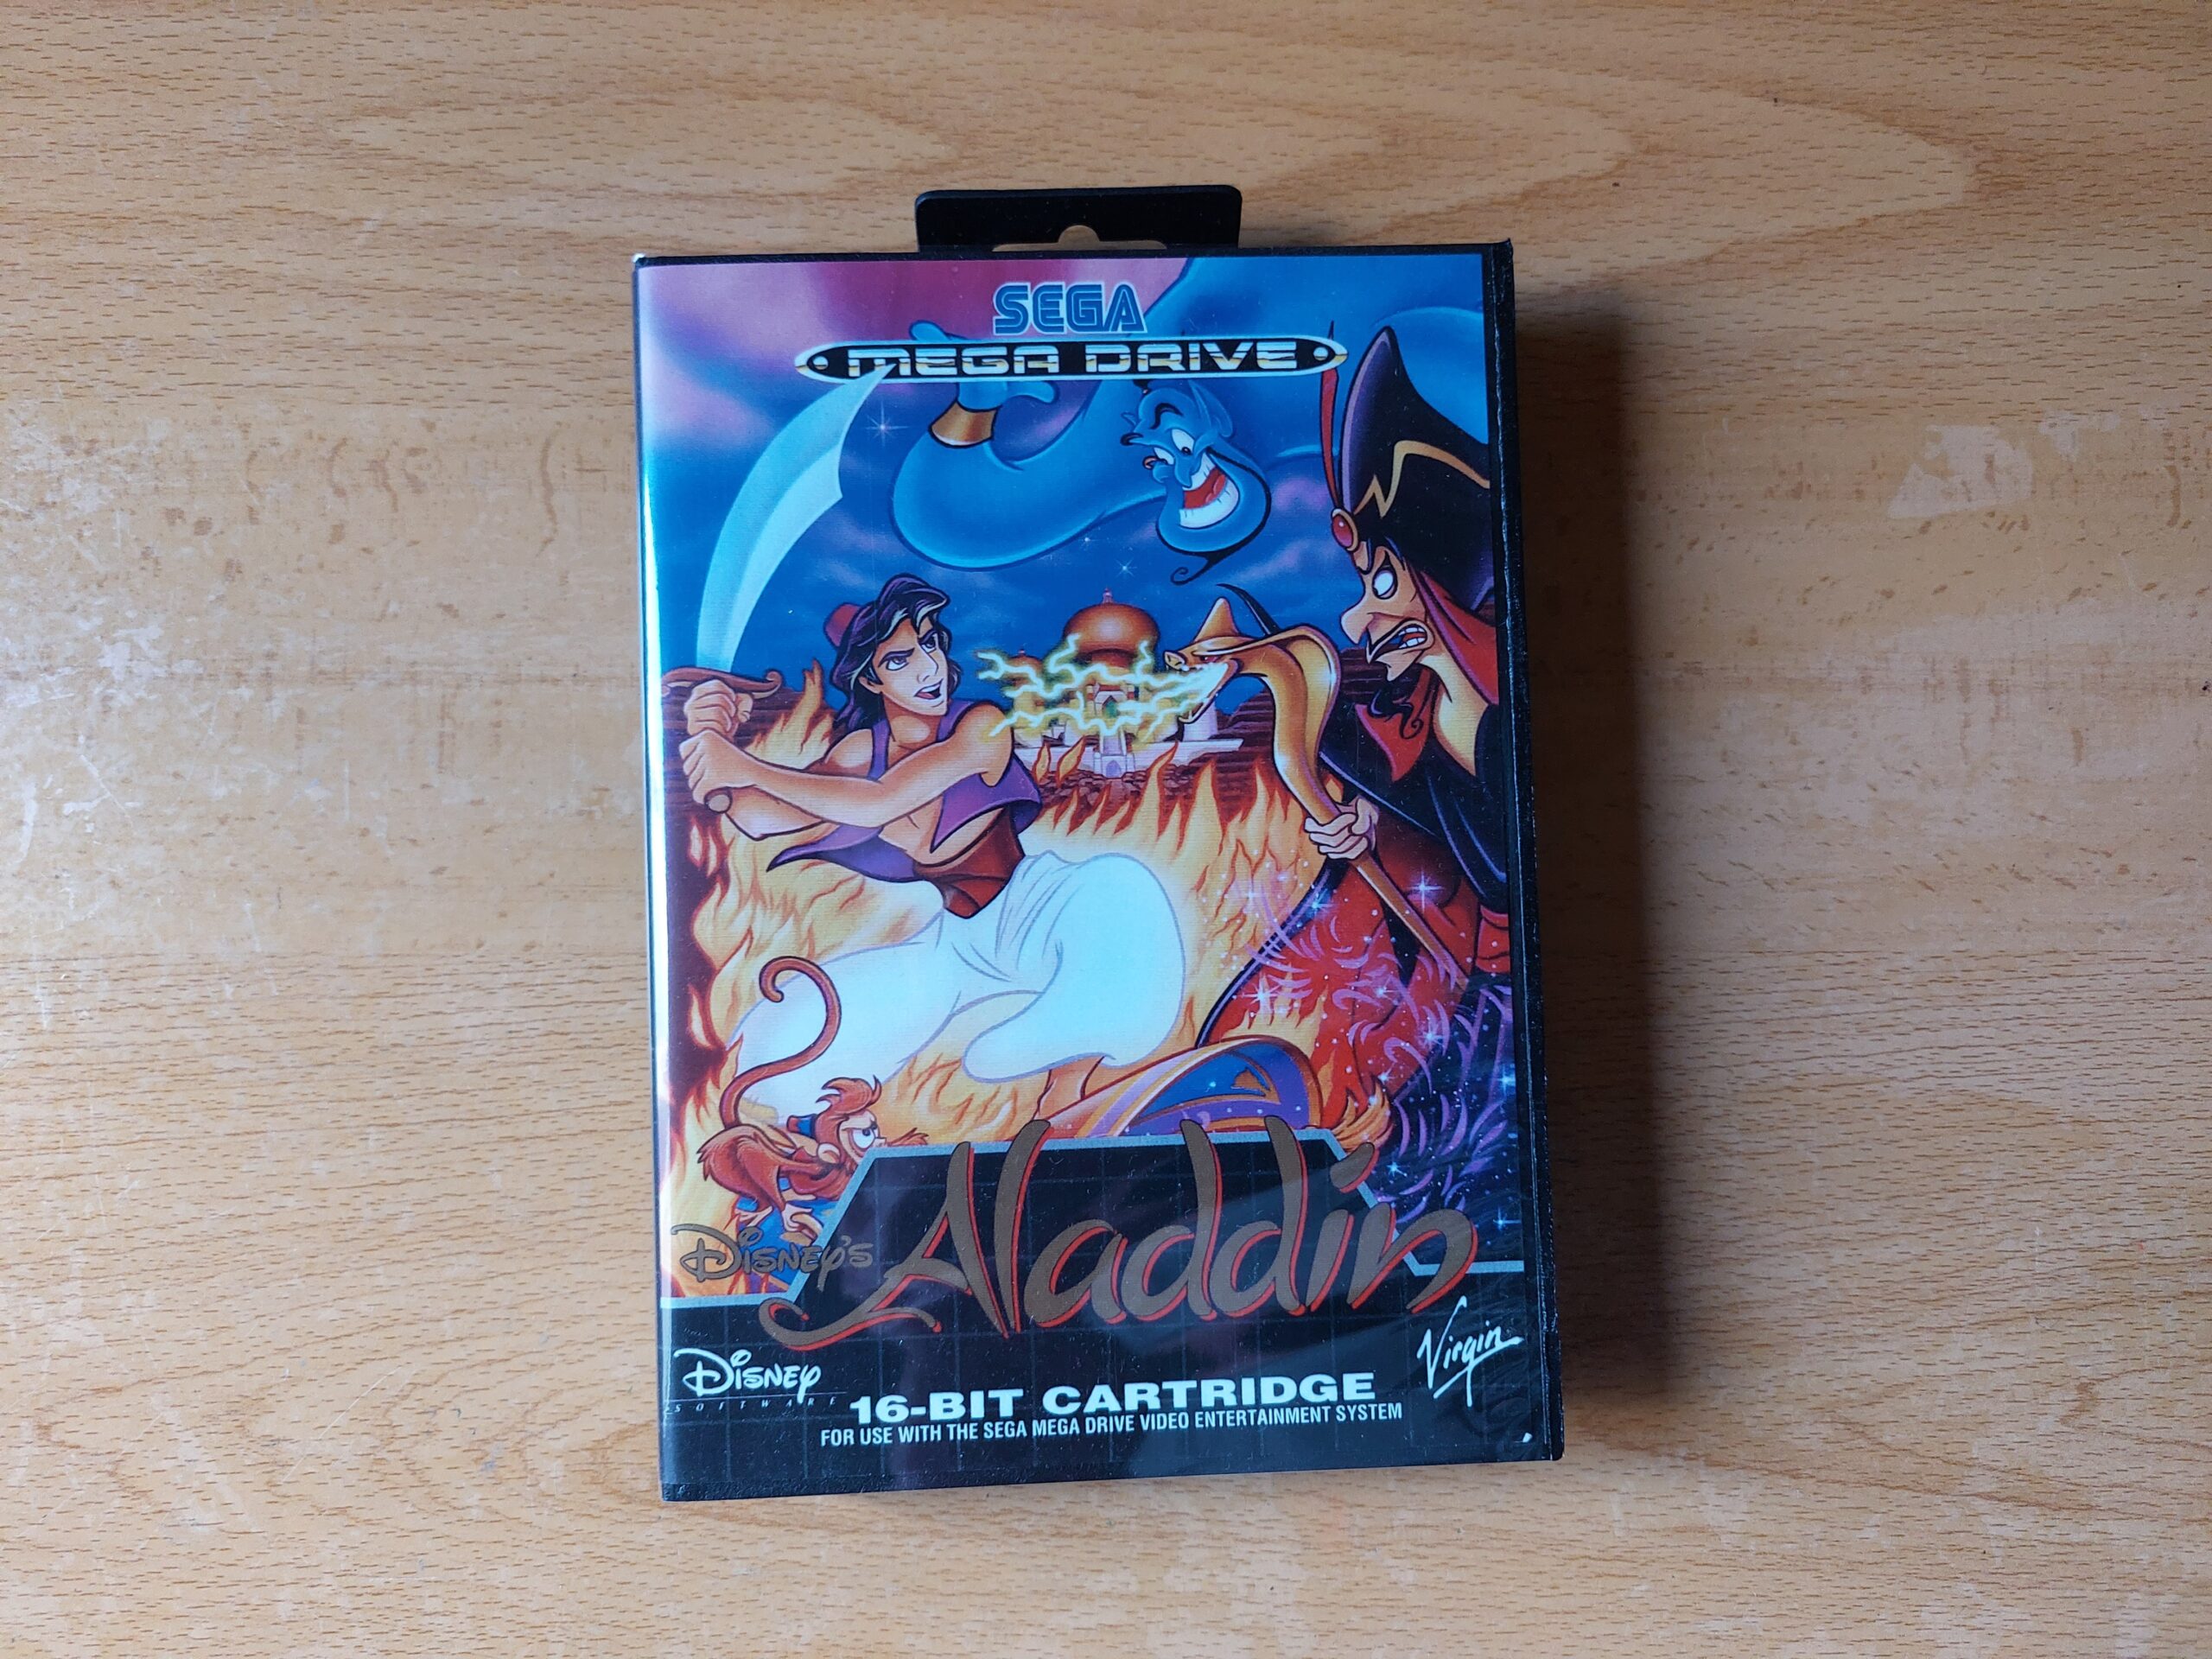 SEGA
MEGA DRIVE
DISNEY'S Aladdin
DISNEY
SOFTWARE
Virgin
16-BIT CARTRIDGE
FOR USE WITH THE SEGA MEGA DRIVE VIDEO ENTERTAINMENT SYSTEM